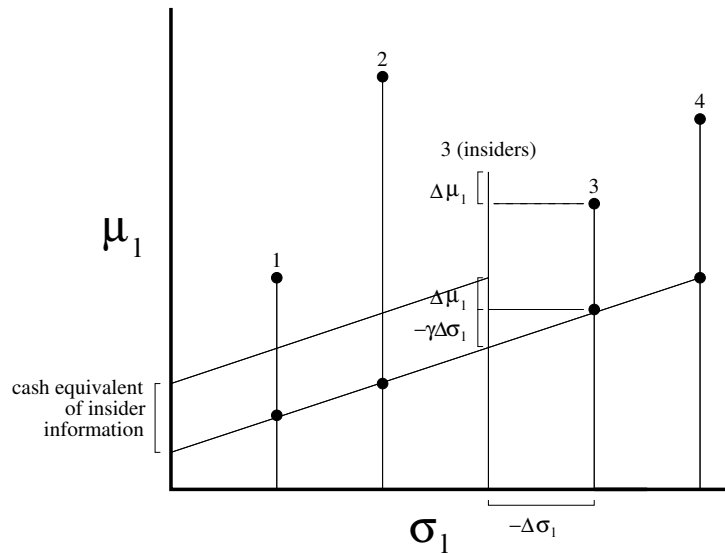 2
4
3 (insiders)
Δμ₁
3
μ₁
1
Δμ₁
−γΔσ₁
cash equivalent
of insider
information
σ₁
−Δσ₁